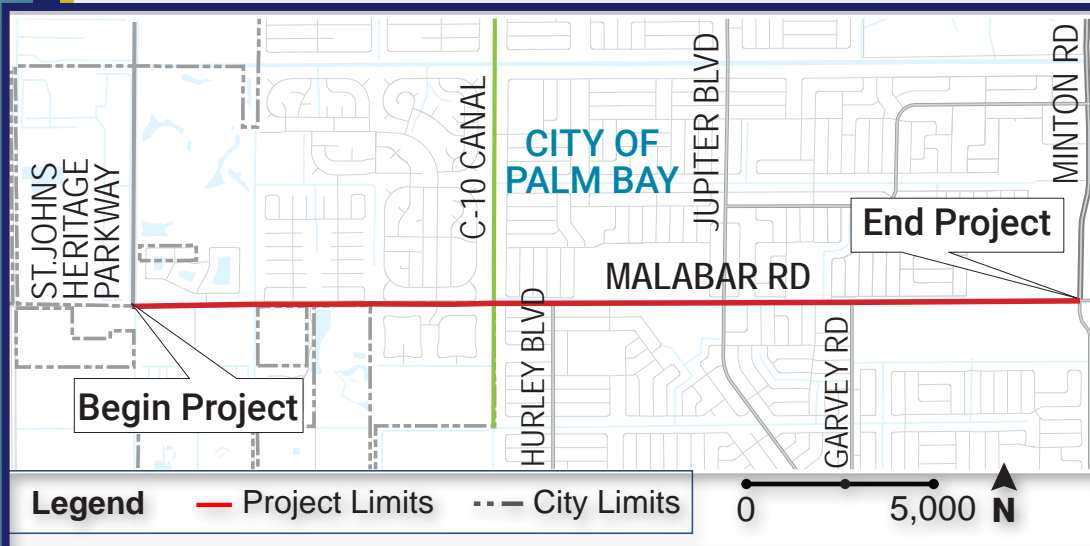 ST.JOHNS
HERITAGE
PARKWAY
C-10 CANAL
CITY OF
PALM BAY
JUPITER BLVD
MINTON RD
End Project
MALABAR RD
Begin Project
HURLEY BLVD
GARVEY RD
Legend
Project Limits
City Limits
0
5,000
N